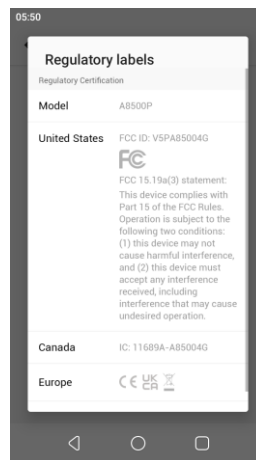 05:50
Regulatory labels
Regulatory Certification
Model A8500P
United States FCC ID: V5PA85004G
FC
FCC 15.19a(3) statement:
This device complies with
Part 15 of the FCC Rules.
Operation is subject to the
following two conditions:
(1) this device may not
cause harmful interference,
and (2) this device must
accept any interference
received, including
interference that may cause
undesired operation.
Canada IC: 11689A-A85004G
Europe CE UK
CA